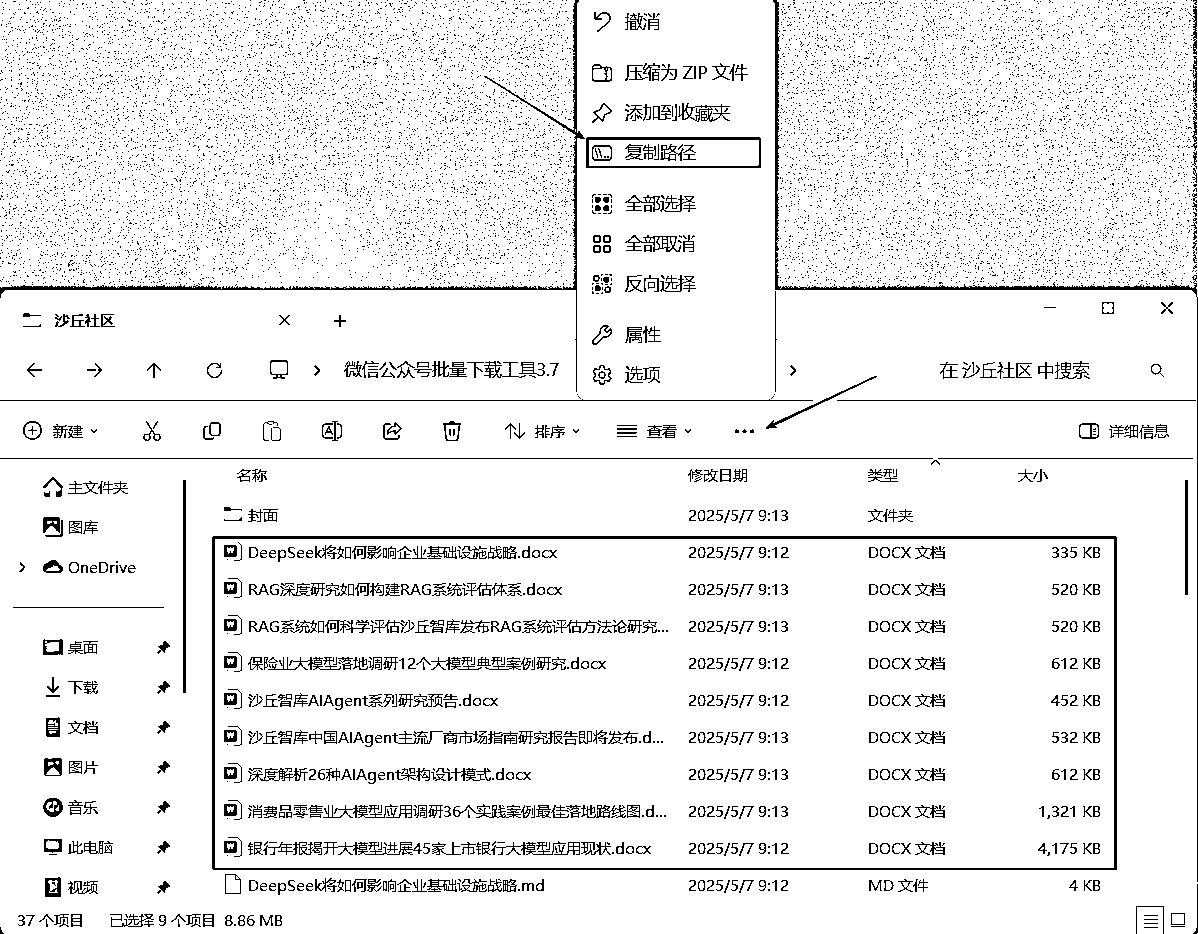 撤消
压缩为 ZIP 文件
添加到收藏夹
复制路径
全部选择
全部取消
反向选择
属性
选项
沙丘社区
微信公众号批量下载工具3.7
在 沙丘社区 中搜索
新建
排序
查看
详细信息
名称 修改日期 类型 大小
主文件夹
图库
OneDrive
桌面
下载
文档
图片
音乐
此电脑
视频
封面 2025/5/7 9:13 文件夹
DeepSeek将如何影响企业基础设施战略.docx 2025/5/7 9:12 DOCX 文档 335 KB
RAG深度研究如何构建RAG系统评估体系.docx 2025/5/7 9:13 DOCX 文档 520 KB
RAG系统如何科学评估沙丘智库发布RAG系统评估方法论研究... 2025/5/7 9:13 DOCX 文档 520 KB
保险业大模型落地调研12个大模型典型案例研究.docx 2025/5/7 9:13 DOCX 文档 612 KB
沙丘智库AIAgent系列研究预告.docx 2025/5/7 9:12 DOCX 文档 452 KB
沙丘智库中国AIAgent主流厂商市场指南研究报告即将发布.d... 2025/5/7 9:13 DOCX 文档 532 KB
深度解析26种AIAgent架构设计模式.docx 2025/5/7 9:13 DOCX 文档 612 KB
消费品零售业大模型应用调研36个实践案例最佳落地路线图.d... 2025/5/7 9:13 DOCX 文档 1,321 KB
银行年报揭开大模型进展45家上市银行大模型应用现状.docx 2025/5/7 9:12 DOCX 文档 4,175 KB
DeepSeek将如何影响企业基础设施战略.md 2025/5/7 9:12 MD 文件 4 KB
37 个项目 已选择 9 个项目 8.86 MB